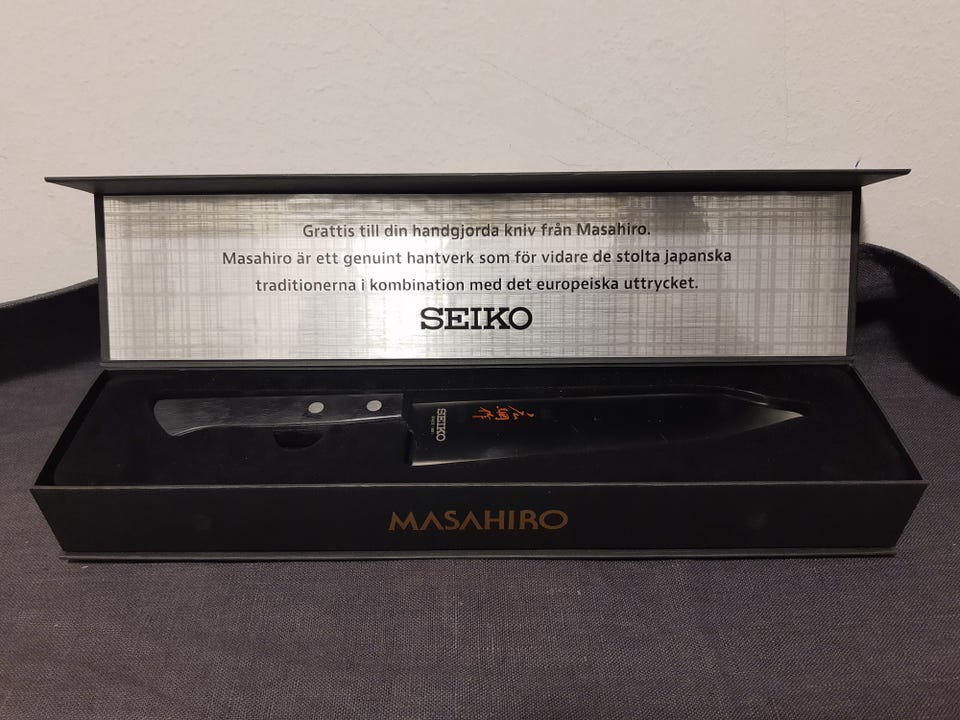 Grattis till din handgjorda kniv från Masahiro.
Masahiro är ett genuint hantverk som för vidare de stolta japanska
traditionerna i kombination med det europeiska uttrycket.
SEIKO
SEIKO
MASAHIRO